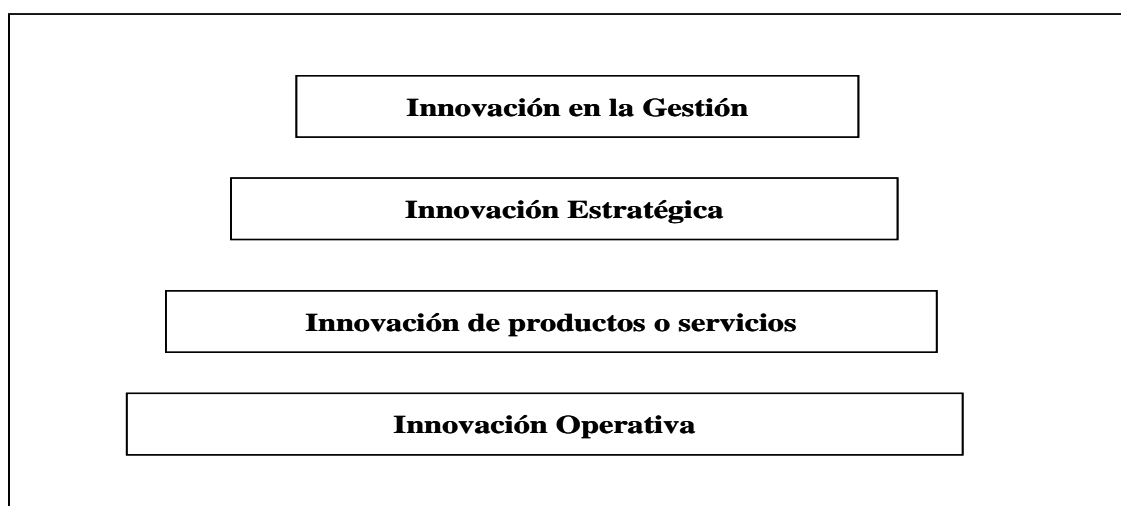 Innovación en la Gestión
Innovación Estratégica
Innovación de productos o servicios
Innovación Operativa